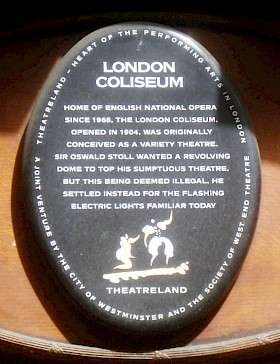 THEATRELAND – HEART OF THE PERFORMING ARTS IN LONDON
LONDON
COLISEUM
HOME OF ENGLISH NATIONAL OPERA
SINCE 1968, THE LONDON COLISEUM,
OPENED IN 1904, WAS ORIGINALLY
CONCEIVED AS A VARIETY THEATRE.
SIR OSWALD STOLL WANTED A REVOLVING
DOME TO TOP HIS SUMPTUOUS THEATRE,
BUT THIS BEING DEEMED ILLEGAL, HE
SETTLED INSTEAD FOR THE FLASHING
ELECTRIC LIGHTS FAMILIAR TODAY
THEATRELAND
A JOINT VENTURE BY THE CITY OF WESTMINSTER AND THE SOCIETY OF WEST END THEATRE